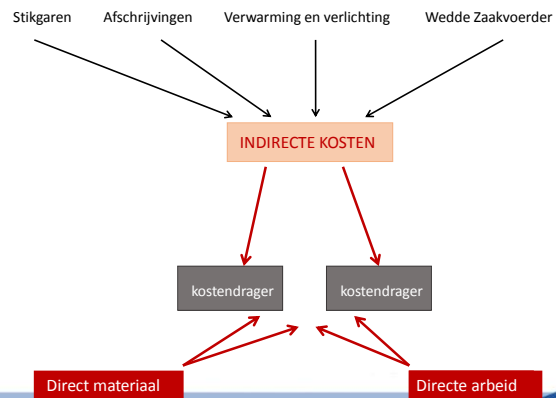 Stikgaren
Afschrijvingen
Verwarming en verlichting
Wedde Zaakvoerder
INDIRECTE KOSTEN
kostendrager
kostendrager
Direct materiaal
Directe arbeid